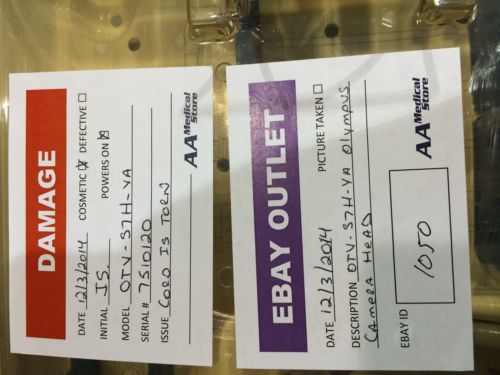 DAMAGE
DATE 12/3/2014 COSMETIC ☒ DEFECTIVE ☐
INITIAL JS. POWERS ON ☒
MODEL OTV-S7H-VA
SERIAL # 7510120
ISSUE CORD IS TORN
AA Medical Store
EBAY OUTLET
DATE 12/3/2014 PICTURE TAKEN ☐
DESCRIPTION OTV-S7H-VA OLYMPUS
CAMERA HEAD
EBAY ID 1050
AA Medical Store